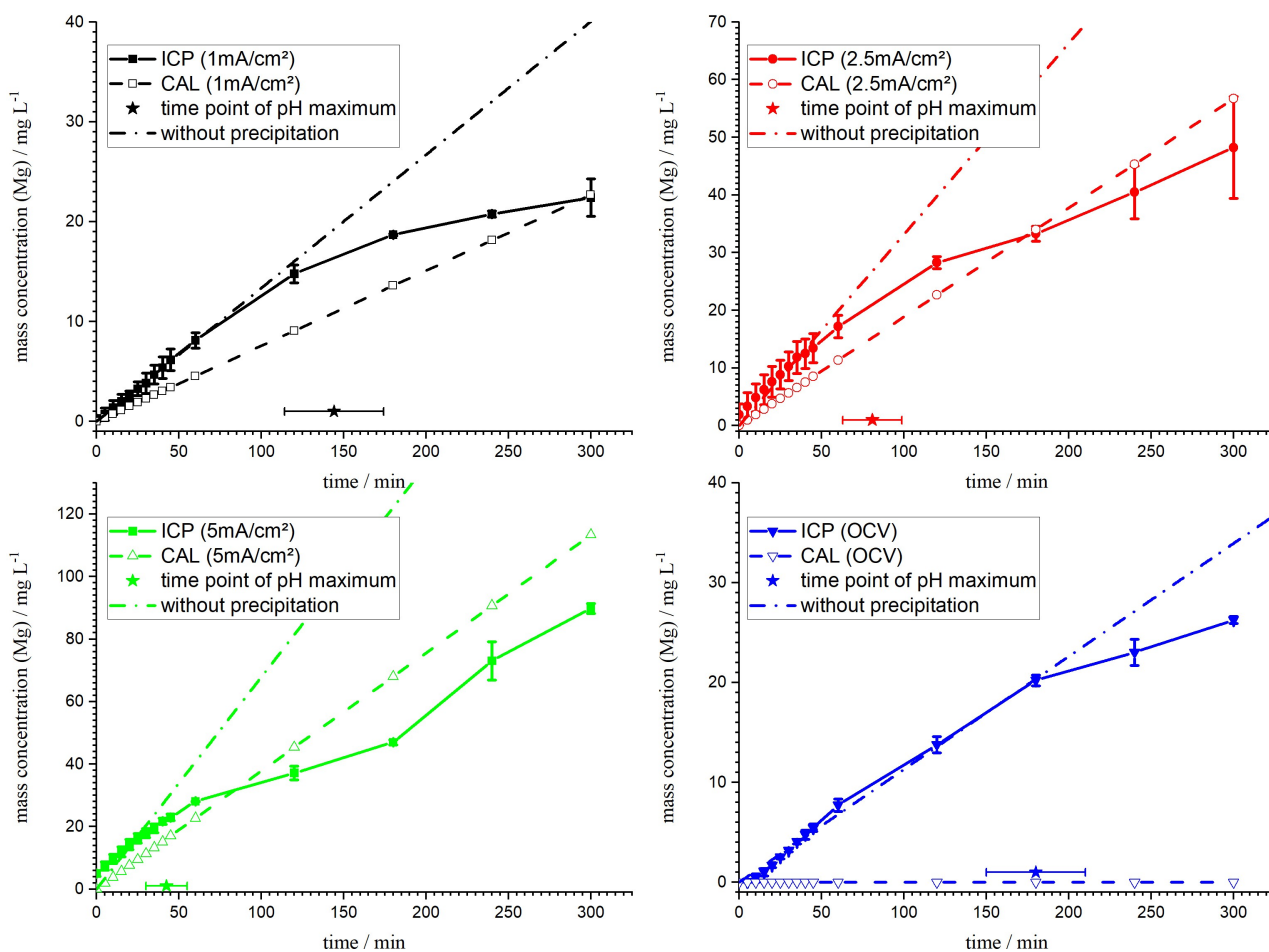 40
30
20
10
0
mass concentration (Mg) / mg L⁻¹
ICP (1mA/cm²)
CAL (1mA/cm²)
time point of pH maximum
without precipitation
0 50 100 150 200 250 300
time / min
70
60
50
40
30
20
10
0
mass concentration (Mg) / mg L⁻¹
ICP (2.5mA/cm²)
CAL (2.5mA/cm²)
time point of pH maximum
without precipitation
0 50 100 150 200 250 300
time / min
120
100
80
60
40
20
0
mass concentration (Mg) / mg L⁻¹
ICP (5mA/cm²)
CAL (5mA/cm²)
time point of pH maximum
without precipitation
0 50 100 150 200 250 300
time / min
40
30
20
10
0
mass concentration (Mg) / mg L⁻¹
ICP (OCV)
CAL (OCV)
time point of pH maximum
without precipitation
0 50 100 150 200 250 300
time / min